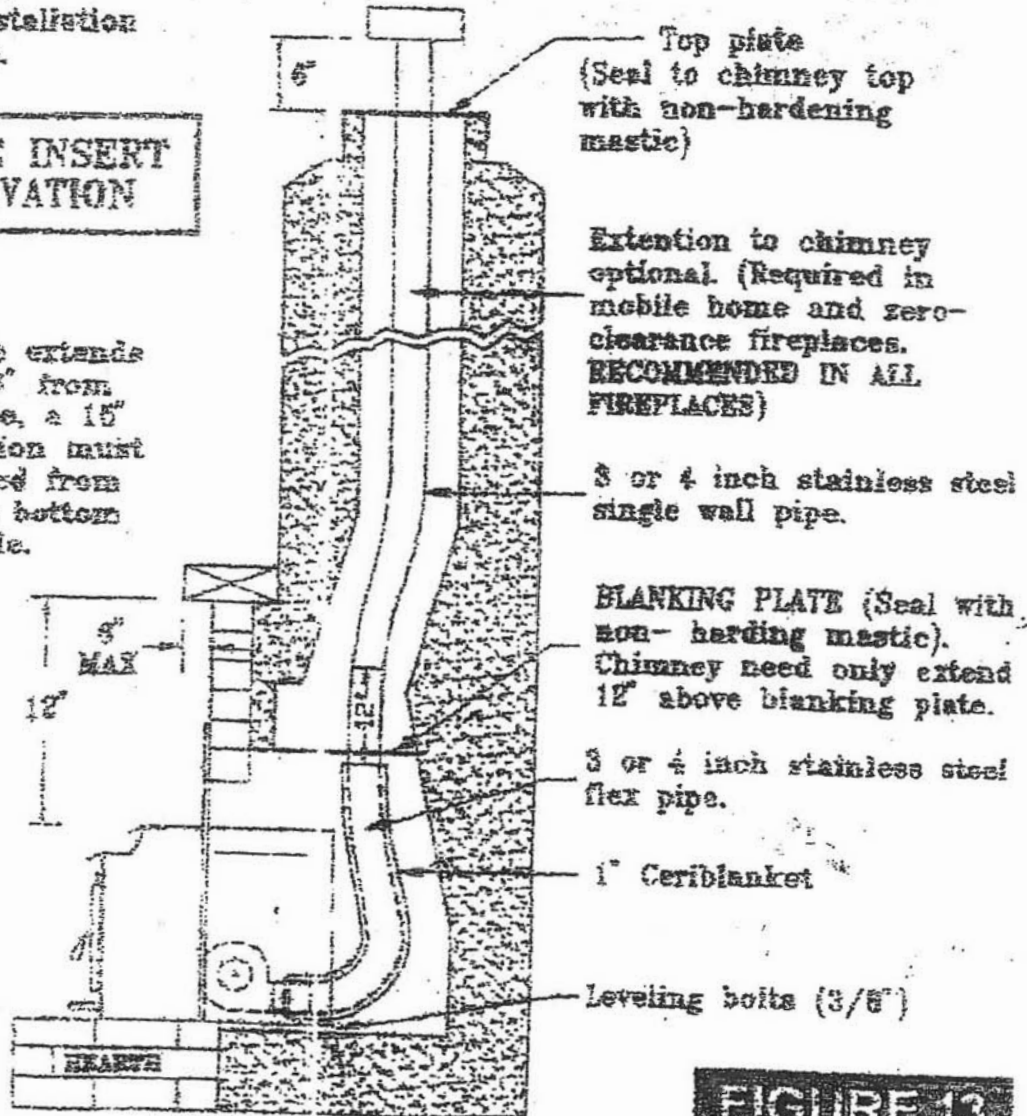 6"
Top plate
(Seal to chimney top
with non-hardening
mastic)
INSERT
Extention to chimney
optional. (Required in
mobile home and zero-
clearance fireplaces.
RECOMMENDED IN ALL
FIREPLACES)
extends
from
a 15"
must
from
bottom
3 or 4 inch stainless steel
single wall pipe.
BLANKING PLATE (Seal with
non- harding mastic).
Chimney need only extend
12" above blanking plate.
MAX
12"
12"
3 or 4 inch stainless steel
flex pipe.
1" Ceriblanket
Leveling bolts (3/8")
HEARTH
FIGURE 12